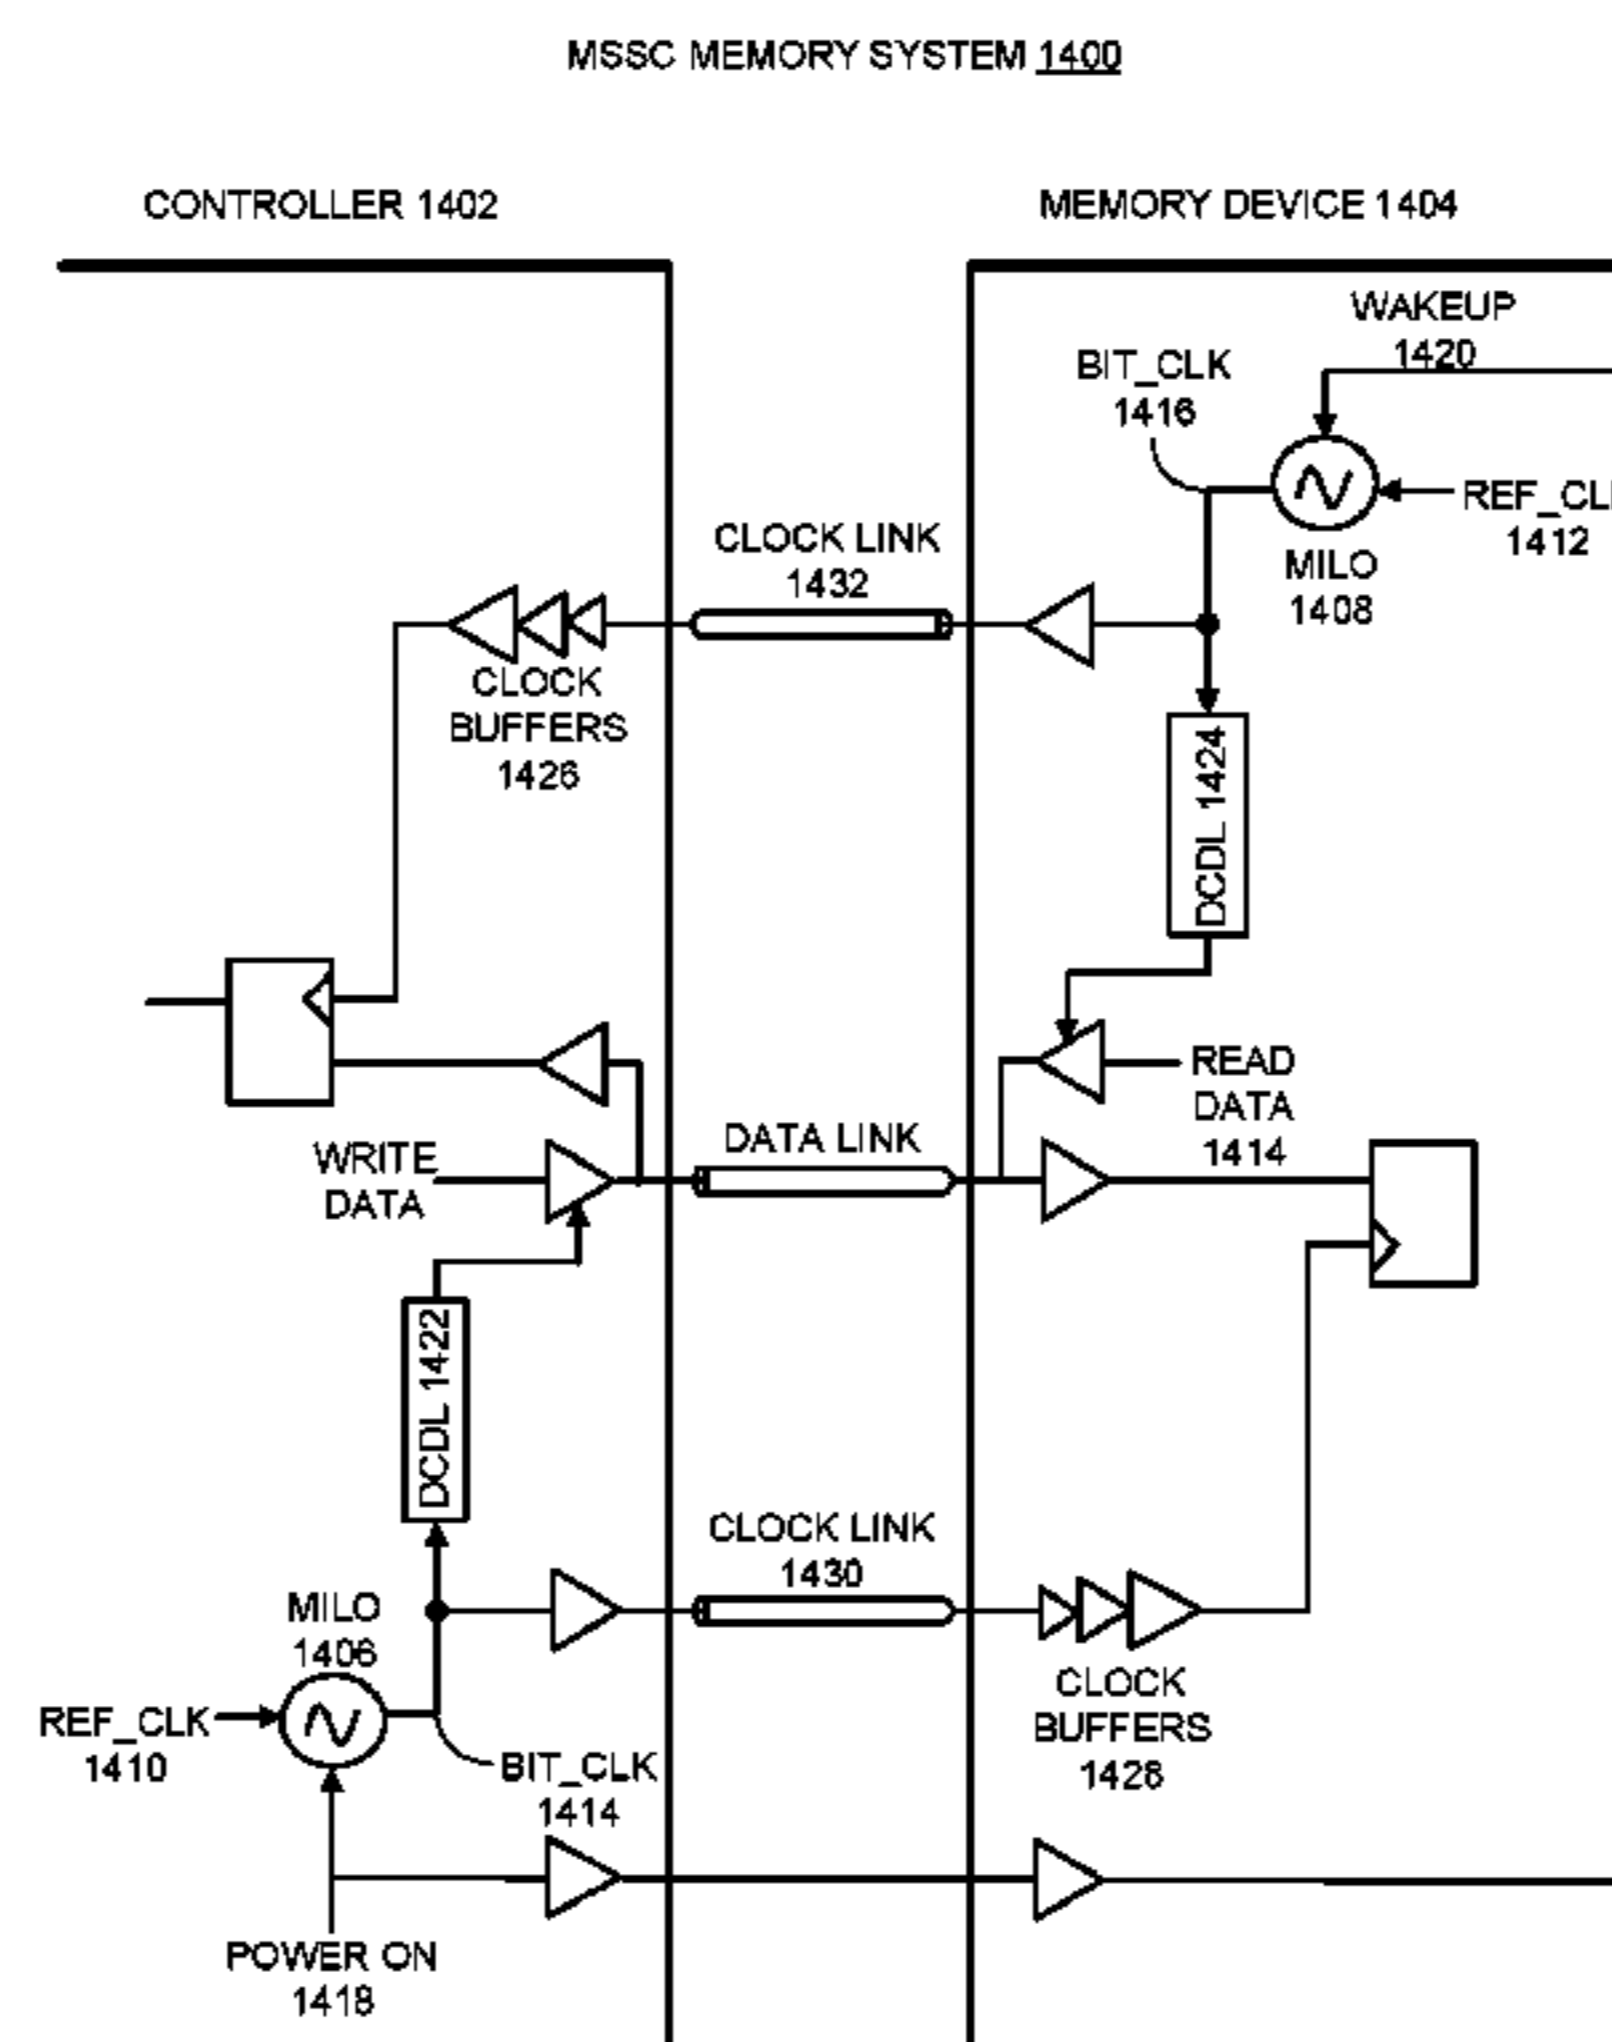 MSSC MEMORY SYSTEM 1400
CONTROLLER 1402
MEMORY DEVICE 1404
WAKEUP
1420
BIT_CLK
1416
REF_CL
1412
MILO
1408
CLOCK LINK
1432
CLOCK
BUFFERS
1426
DCDL 1424
READ
DATA
1414
DATA LINK
WRITE
DATA
DCDL 1422
CLOCK LINK
1430
MILO
1406
REF_CLK
1410
BIT_CLK
1414
CLOCK
BUFFERS
1428
POWER ON
1418